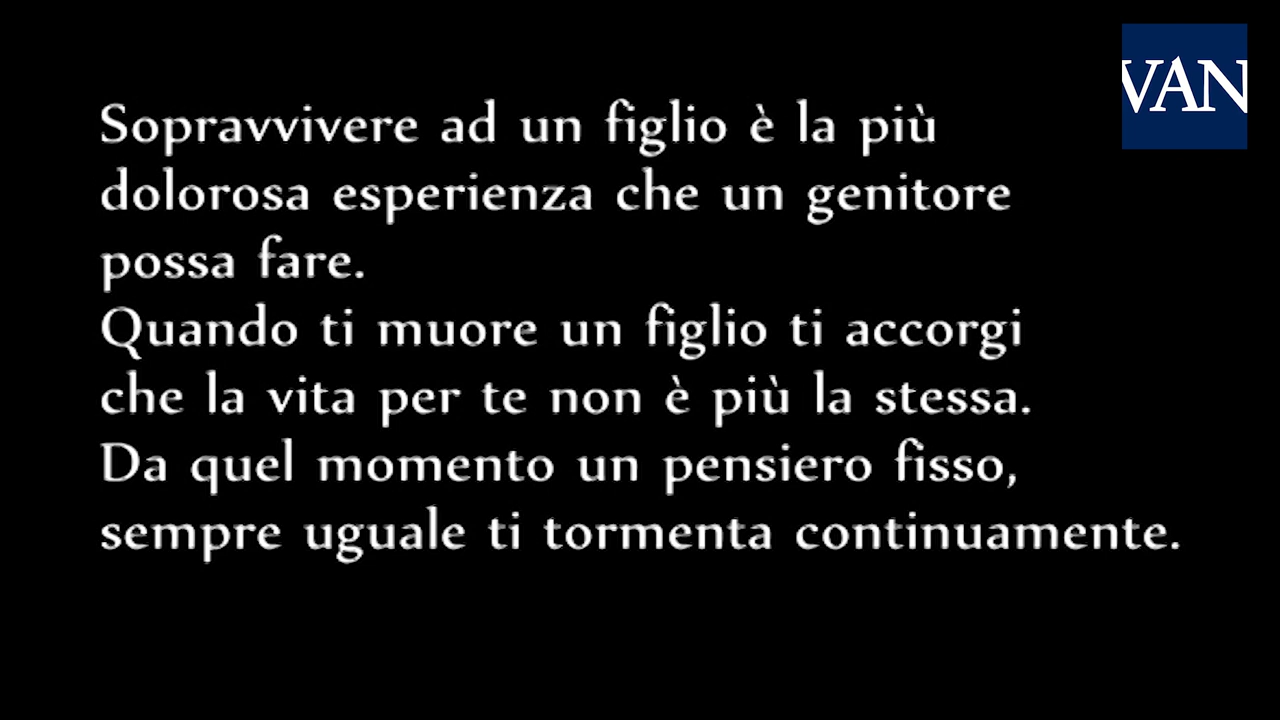 VAN
Sopravvivere ad un figlio è la più
dolorosa esperienza che un genitore
possa fare.
Quando ti muore un figlio ti accorgi
che la vita per te non è più la stessa.
Da quel momento un pensiero fisso,
sempre uguale ti tormenta continuamente.